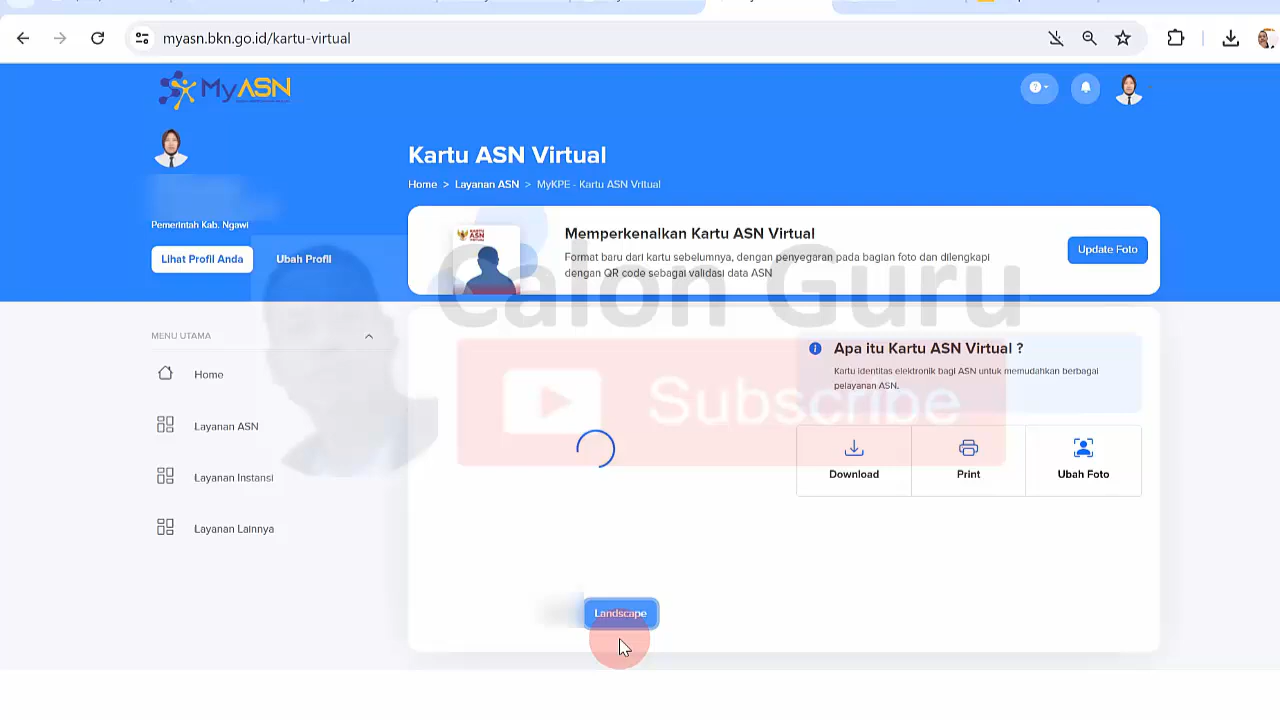 myasn.bkn.go.id/kartu-virtual
MyASN
Kartu ASN Virtual
Home > Layanan ASN > MyKPE - Kartu ASN Vritual
Pemerintah Kab. Ngawi
Lihat Profil Anda
Ubah Profil
KARTU
ASN
VIRTUAL
Memperkenalkan Kartu ASN Virtual
Format baru dari kartu sebelumnya, dengan penyegaran pada bagian foto dan dilengkapi
dengan QR code sebagai validasi data ASN
Update Foto
Calon Guru
MENU UTAMA
Home
Layanan ASN
Layanan Instansi
Layanan Lainnya
Apa itu Kartu ASN Virtual ?
Kartu identitas elektronik bagi ASN untuk memudahkan berbagai
pelayanan ASN.
Subscribe
Download
Print
Ubah Foto
Landscape